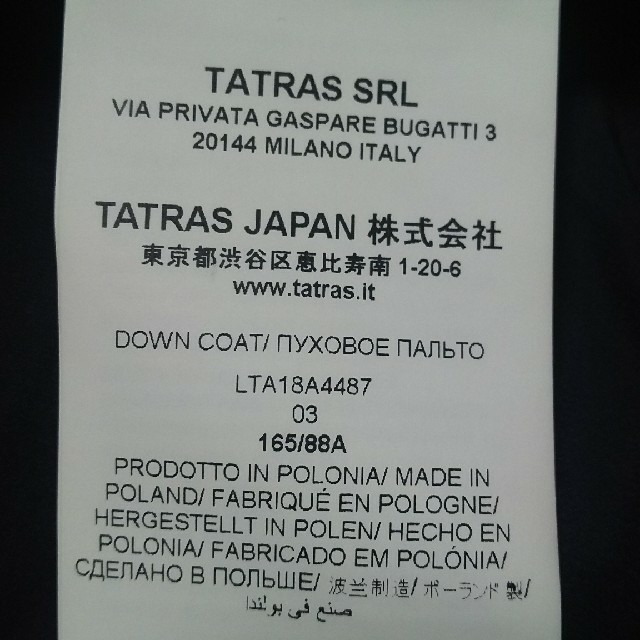 TATRAS SRL
VIA PRIVATA GASPARE BUGATTI 3
20144 MILANO ITALY
TATRAS JAPAN 株式会社
東京都渋谷区恵比寿南 1-20-6
www.tatras.it
DOWN COAT/ ПУХОВОЕ ПАЛЬТО
LTA18A4487
03
165/88A
PRODOTTO IN POLONIA/ MADE IN
POLAND/ FABRIQUÉ EN POLOGNE/
HERGESTELLT IN POLEN/ HECHO EN
POLONIA/ FABRICADO EM POLÓNIA/
СДЕЛАНО В ПОЛЬШЕ/ 波兰制造/ ポーランド 製/
صنع في بولندا